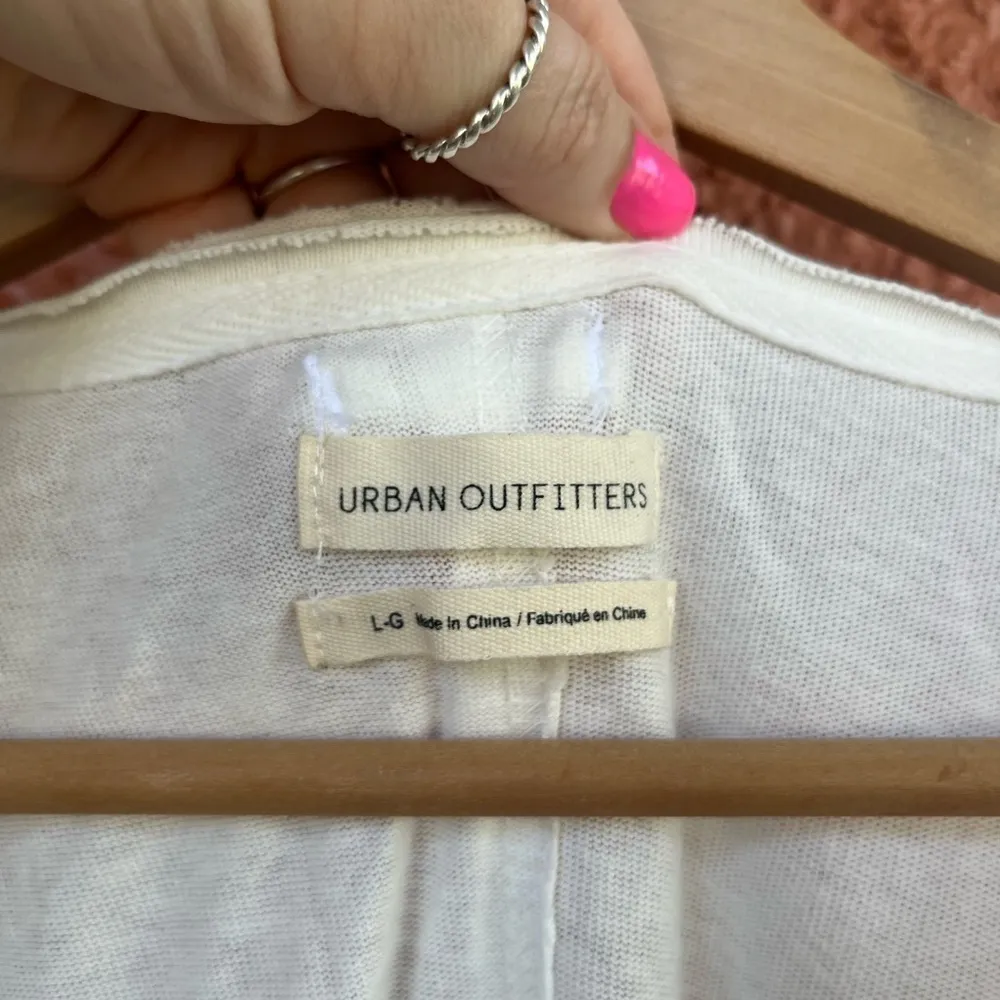 URBAN OUTFITTERS
L-G Made In China / Fabriqué en Chine